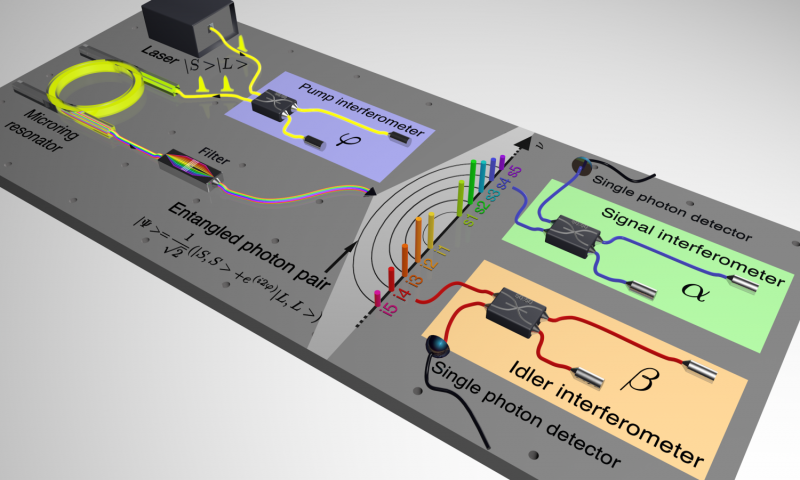 Laser
|S>|L>
Pump interferometer
φ
Microring
resonator
Filter
Entangled photon pair
|Ψ>=1/√2(|S,S>+e^(i2φ)|L,L>)
ν
s5
s4
s3
s2
s1
i1
i2
i3
i4
i5
Single photon detector
Signal interferometer
α
β
Idler interferometer
Single photon detector